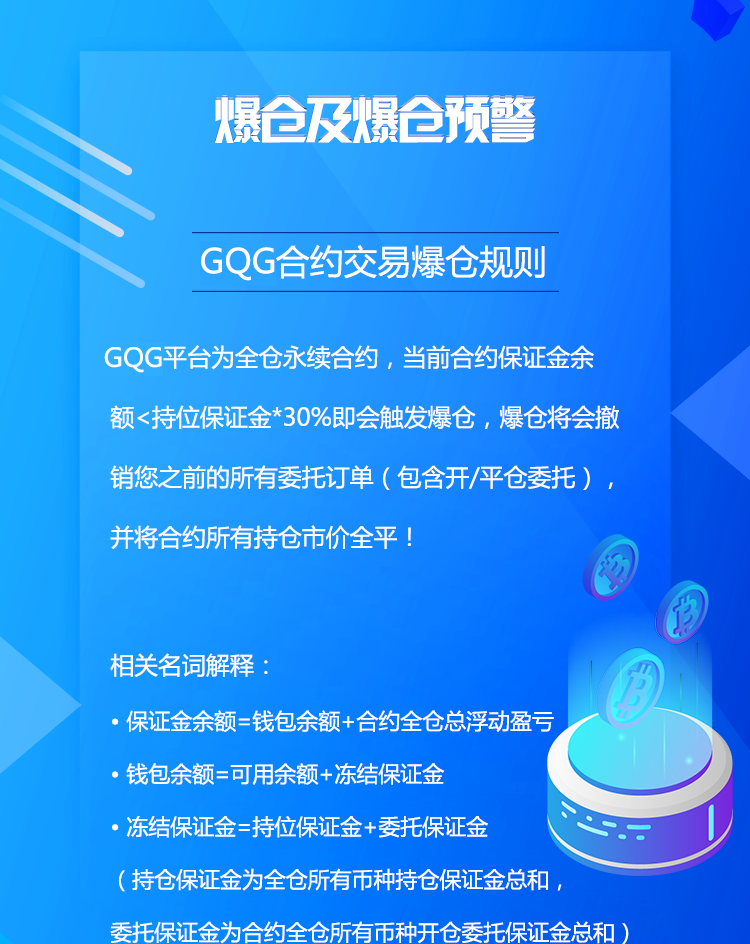 爆仓及爆仓预警
GQG合约交易爆仓规则
GQG平台为全仓永续合约，当前合约保证金余
额<持位保证金*30%即会触发爆仓，爆仓将会撤
销您之前的所有委托订单（包含开/平仓委托），
并将合约所有持仓市价全平！
相关名词解释：
• 保证金余额=钱包余额+合约全仓总浮动盈亏
• 钱包余额=可用余额+冻结保证金
• 冻结保证金=持位保证金+委托保证金
（持仓保证金为全仓所有币种持仓保证金总和，
委托保证金为合约全仓所有币种开仓委托保证金总和）